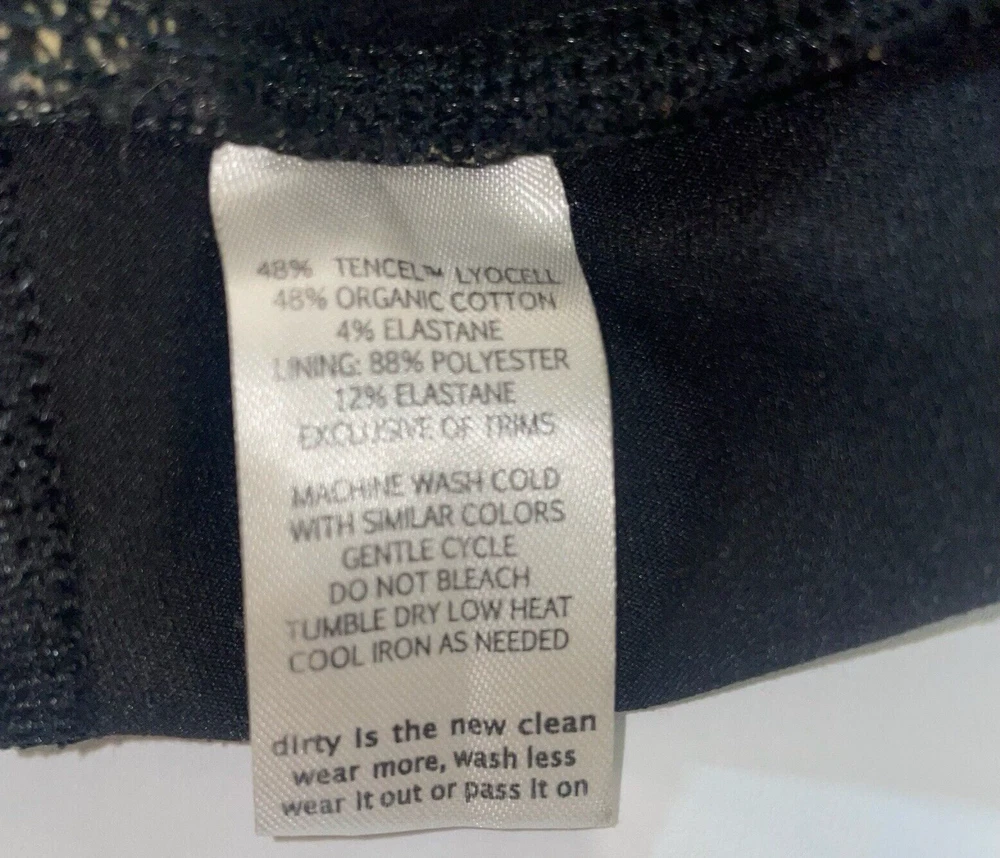 48% TENCEL™ LYOCELL
48% ORGANIC COTTON
4% ELASTANE
LINING: 88% POLYESTER
12% ELASTANE
EXCLUSIVE OF TRIMS
MACHINE WASH COLD
WITH SIMILAR COLORS
GENTLE CYCLE
DO NOT BLEACH
TUMBLE DRY LOW HEAT
COOL IRON AS NEEDED
dirty is the new clean
wear more, wash less
wear it out or pass it on